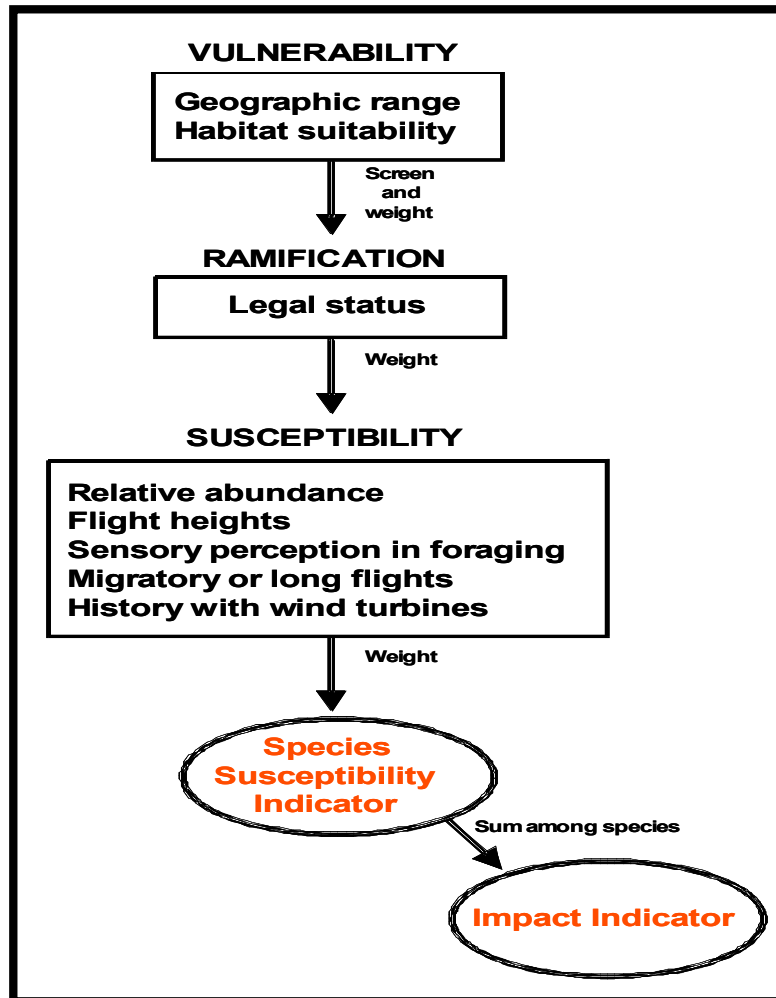 VULNERABILITY
Geographic range
Habitat suitability
Screen
and
weight
RAMIFICATION
Legal status
Weight
SUSCEPTIBILITY
Relative abundance
Flight heights
Sensory perception in foraging
Migratory or long flights
History with wind turbines
Weight
Species
Susceptibility
Indicator
Sum among species
Impact Indicator